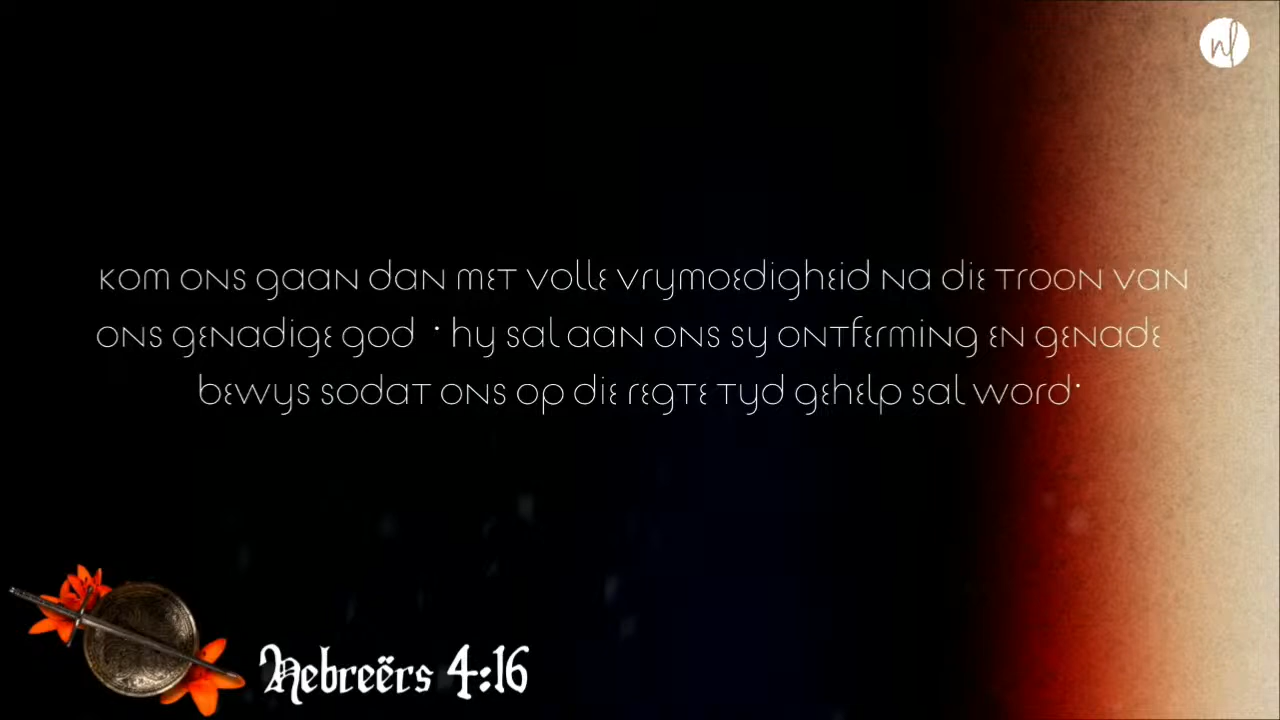 kom ons gaan dan met volle vrymoedigheid na die troon van
ons genadige god · hy sal aan ons sy ontferming en genade
bewys sodat ons op die regte tyd gehelp sal word·
Hebreërs 4:16